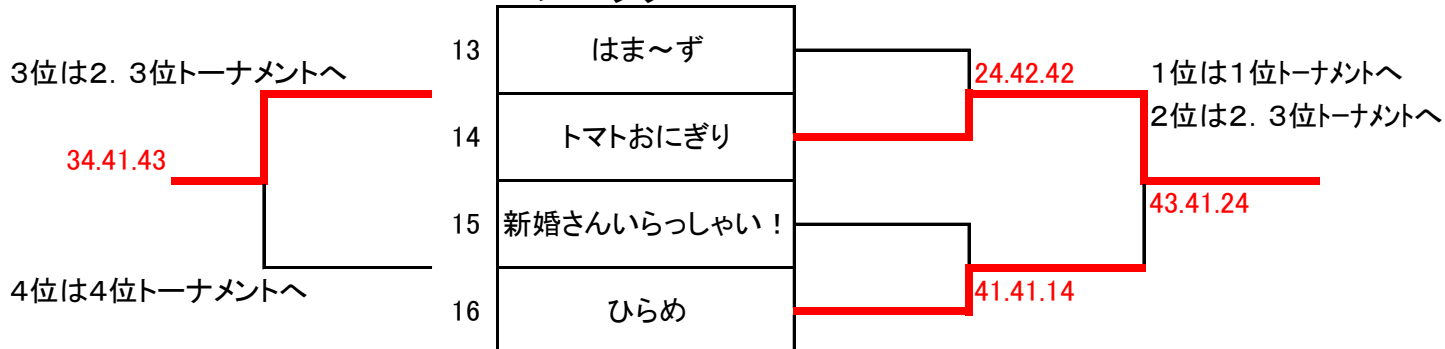 13 はま～ず
3位は2．3位トーナメントへ
24.42.42
1位は1位トーナメントへ
2位は2．3位トーナメントへ
14 トマトおにぎり
34.41.43
43.41.24
15 新婚さんいらっしゃい！
4位は4位トーナメントへ
41.41.14
16 ひらめ